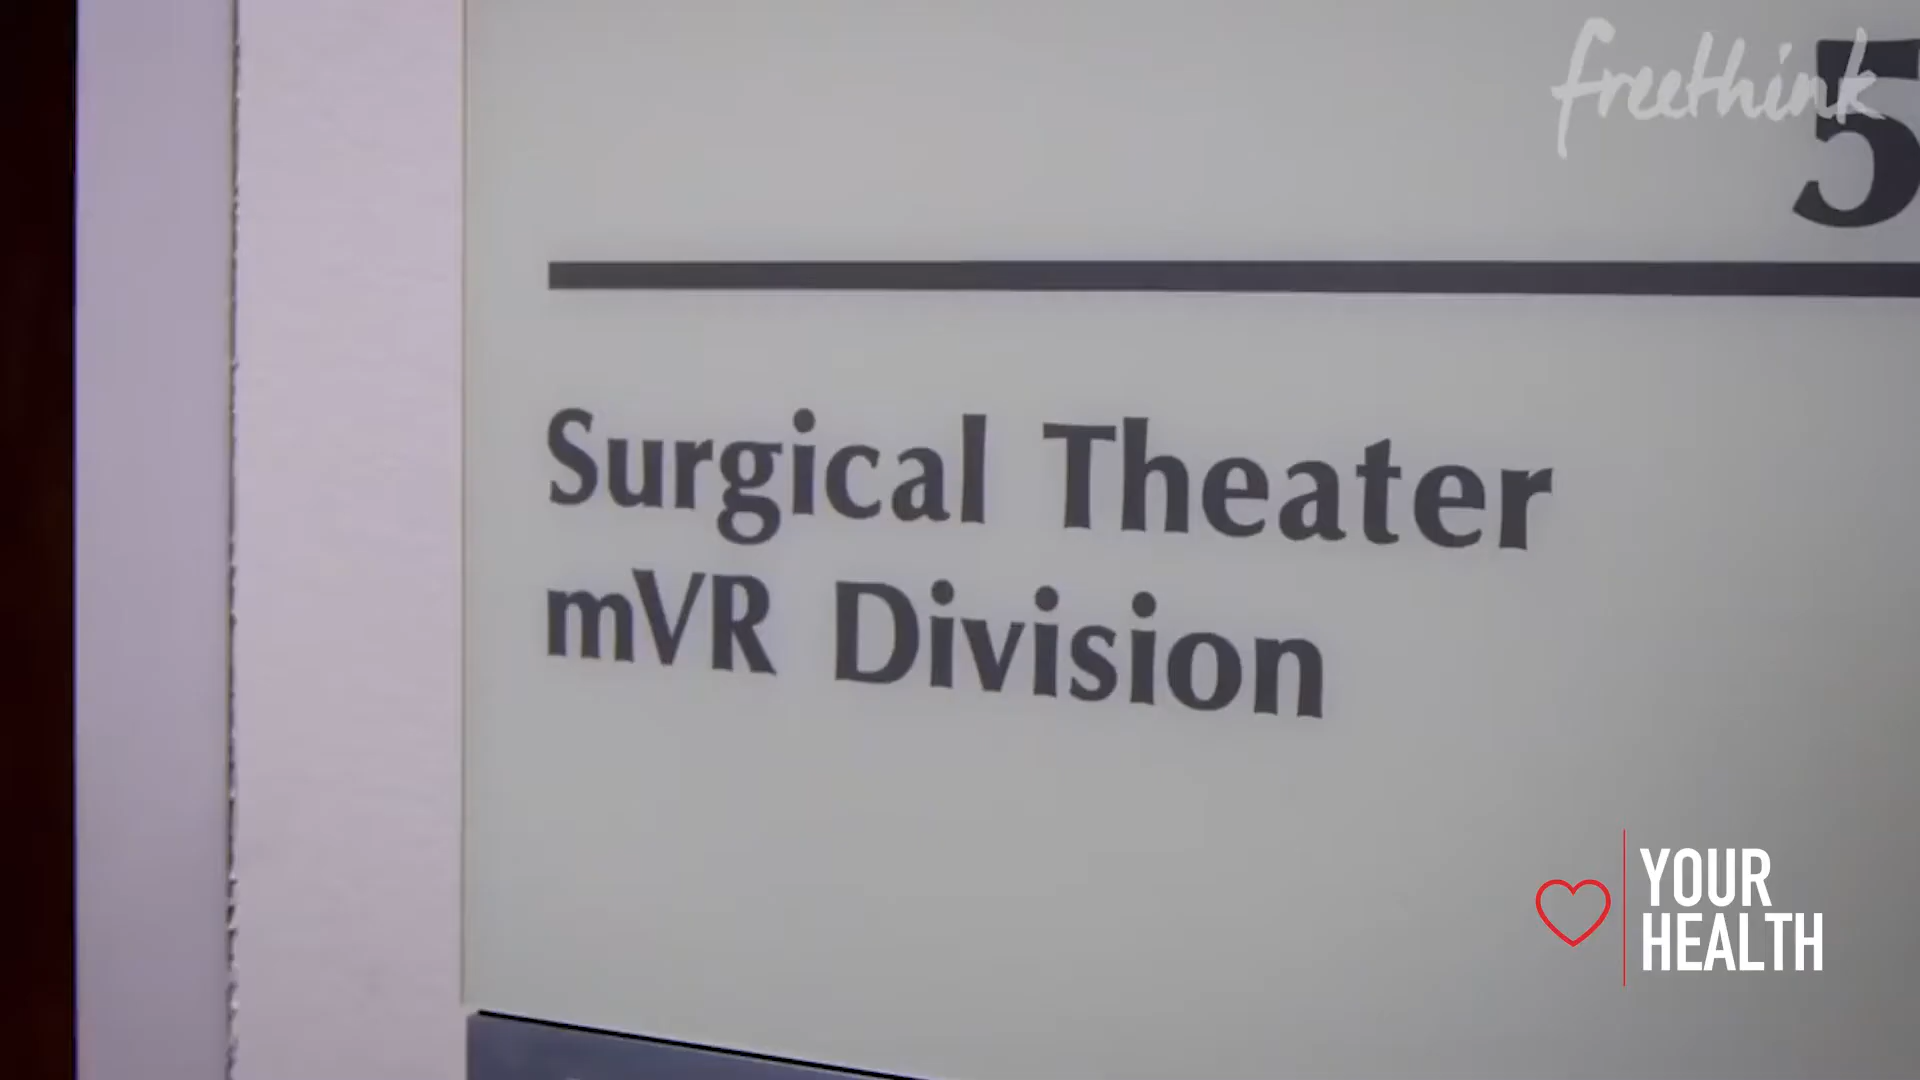 freethink
5
Surgical Theater
mVR Division
YOUR
HEALTH